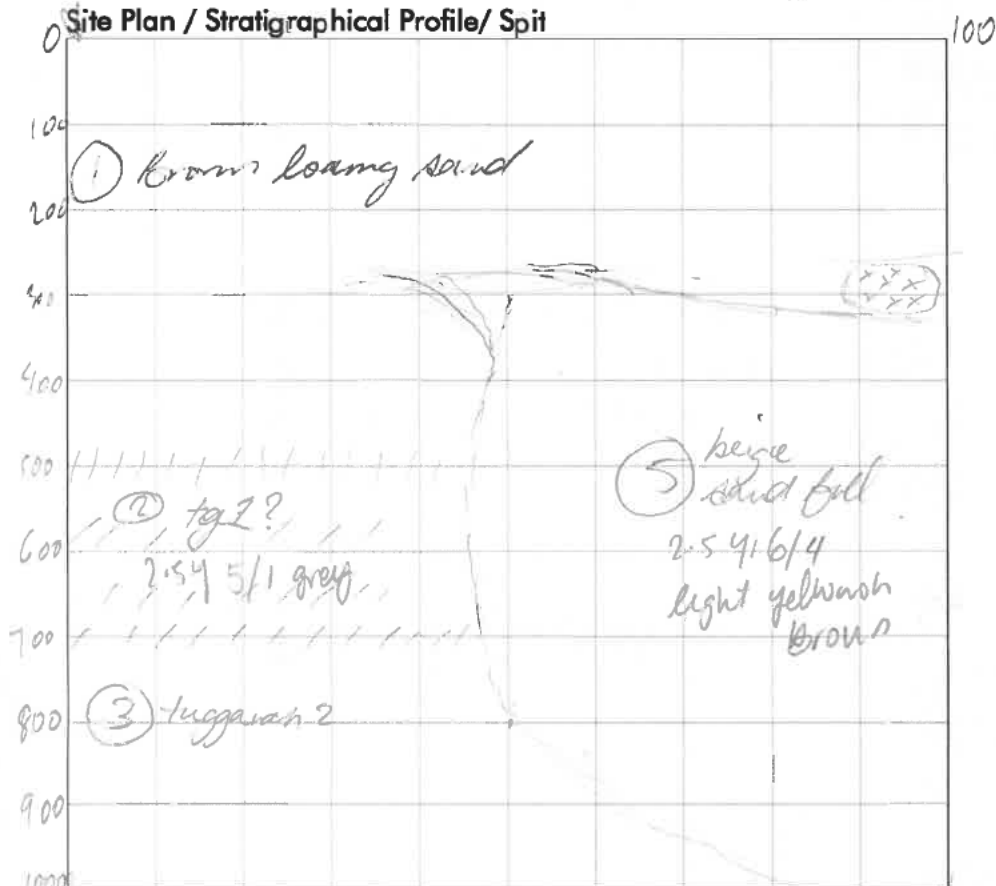 Site Plan / Stratigraphical Profile/ Spit
0
100
100
① Brown loamy sand
200
400
500
② tg1?
2.5Y 5/1 grey
600
700
③ tuggarah 2
800
900
1000
⑤ beige
sand fill
2.5Y 6/4
light yellowish
brown